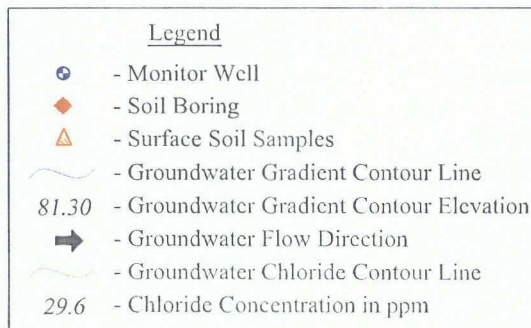 Legend
- Monitor Well
- Soil Boring
- Surface Soil Samples
- Groundwater Gradient Contour Line
81.30 - Groundwater Gradient Contour Elevation
- Groundwater Flow Direction
- Groundwater Chloride Contour Line
29.6 - Chloride Concentration in ppm